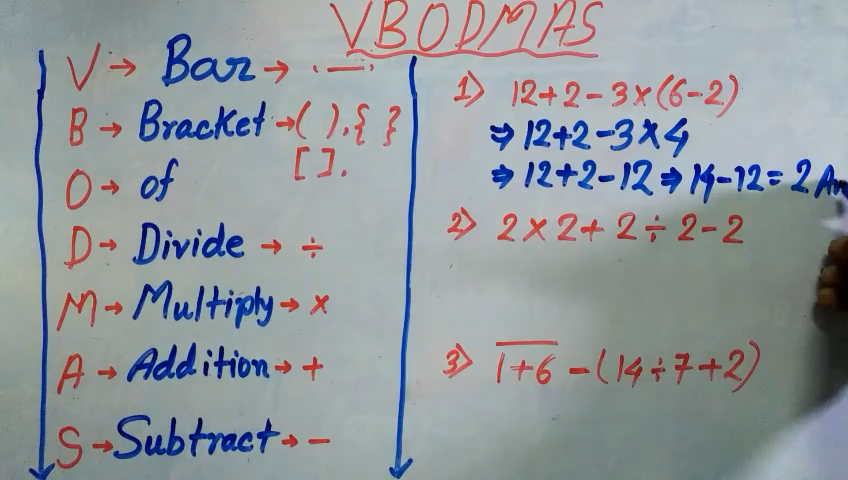 VBODMAS
V → Bar → .—.
B → Bracket → ( ), { }
[ ].
O → of
D → Divide → ÷
M → Multiply → ×
A → Addition → +
S → Subtract → −
1) 12+2−3×(6−2)
⇒ 12+2−3×4
⇒ 12+2−12 ⇒ 14−12=2
2) 2×2+2÷2−2
3) 1̅+̅6̅ −(14÷7+2)